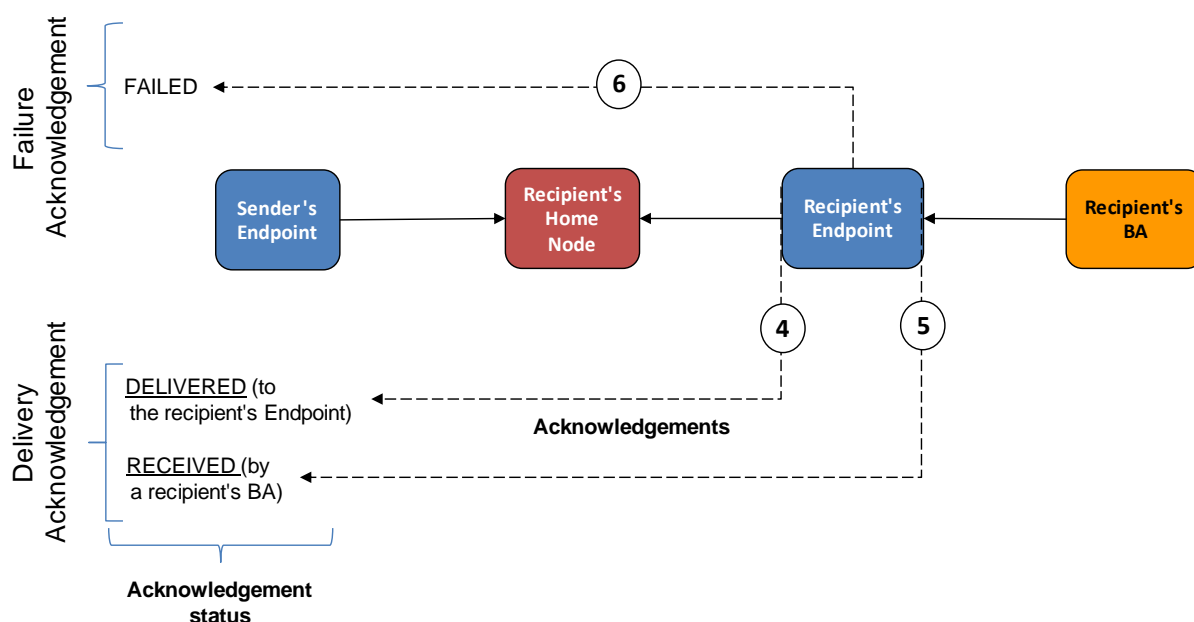 Failure
Acknowledgement
FAILED
6
Sender's
Endpoint
Recipient's
Home
Node
Recipient's
Endpoint
Recipient's
BA
4
5
Delivery
Acknowledgement
DELIVERED (to
the recipient's Endpoint)
Acknowledgements
RECEIVED (by
a recipient's BA)
Acknowledgement
status